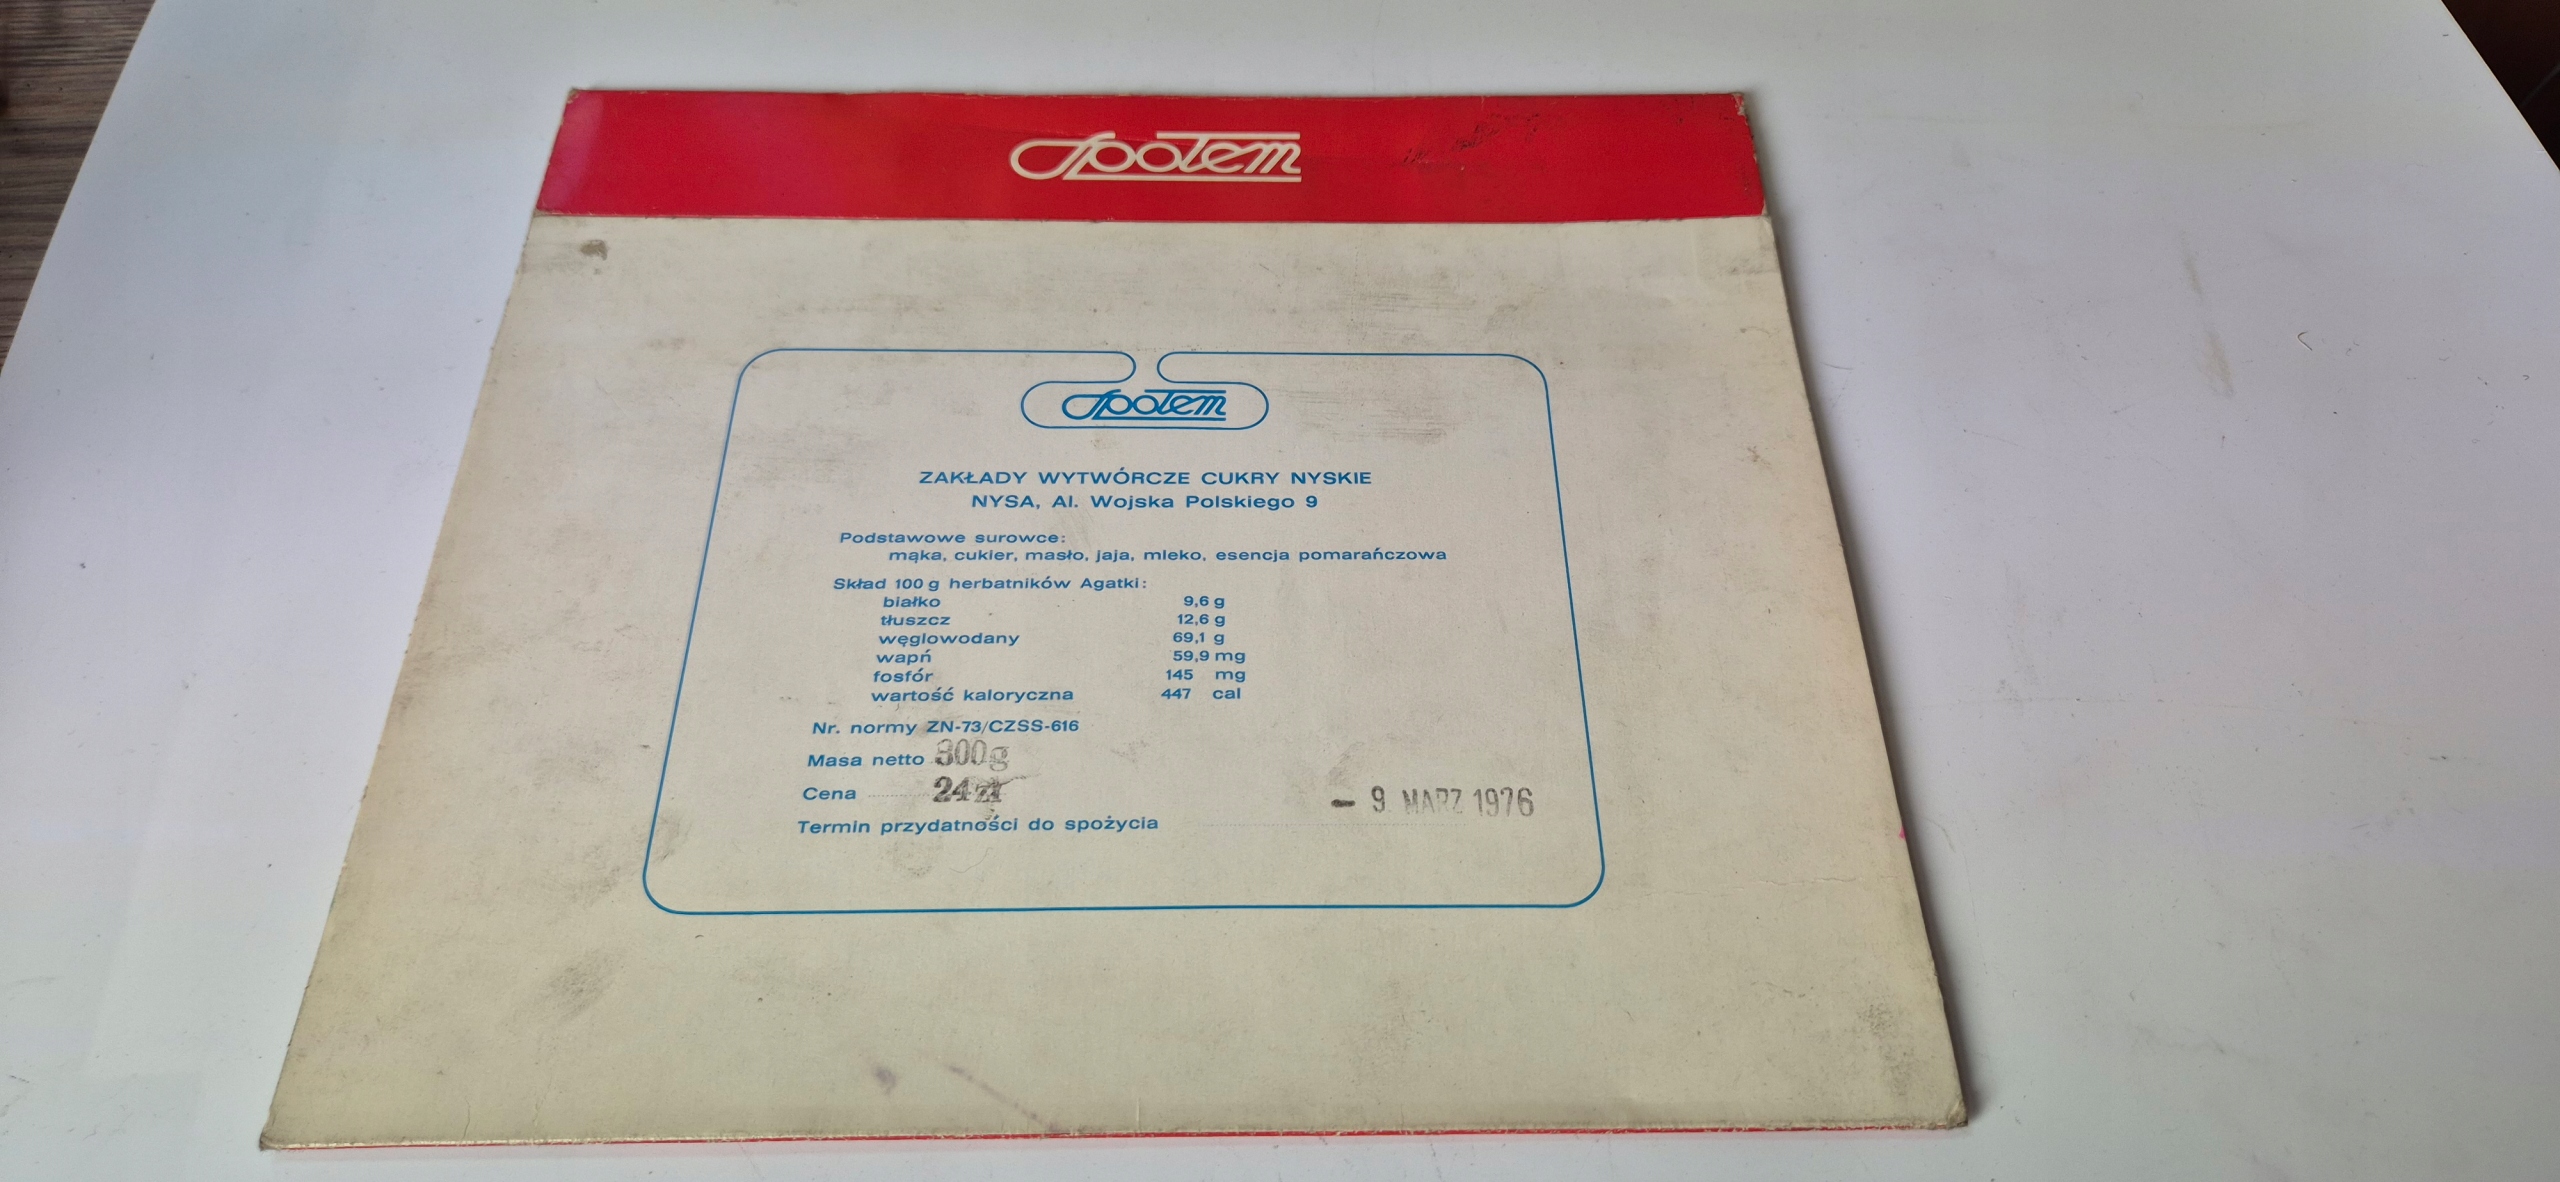 Społem
Społem
ZAKŁADY WYTWÓRCZE CUKRY NYSKIE
NYSA, Al. Wojska Polskiego 9
Podstawowe surowce:
mąka, cukier, masło, jaja, mleko, esencja pomarańczowa
Skład 100 g herbatników Agatki:
białko 9,6 g
tłuszcz 12,6 g
węglowodany 69,1 g
wapń 59,9 mg
fosfór 145 mg
wartość kaloryczna 447 cal
Nr. normy ZN-73/CZSS-616
Masa netto 300g
Cena 24 zł
- 9. MARZ 1976
Termin przydatności do spożycia